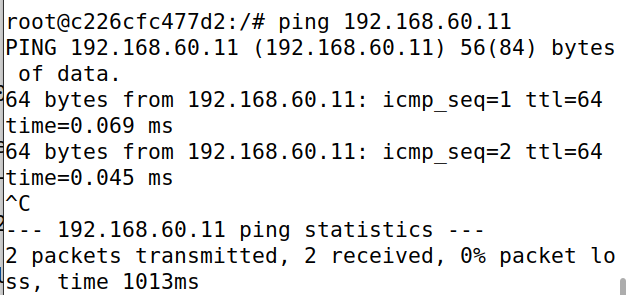 root@c226cfc477d2:/# ping 192.168.60.11
PING 192.168.60.11 (192.168.60.11) 56(84) bytes
 of data.
64 bytes from 192.168.60.11: icmp_seq=1 ttl=64
time=0.069 ms
64 bytes from 192.168.60.11: icmp_seq=2 ttl=64
time=0.045 ms
^C
--- 192.168.60.11 ping statistics ---
2 packets transmitted, 2 received, 0% packet lo
ss, time 1013ms